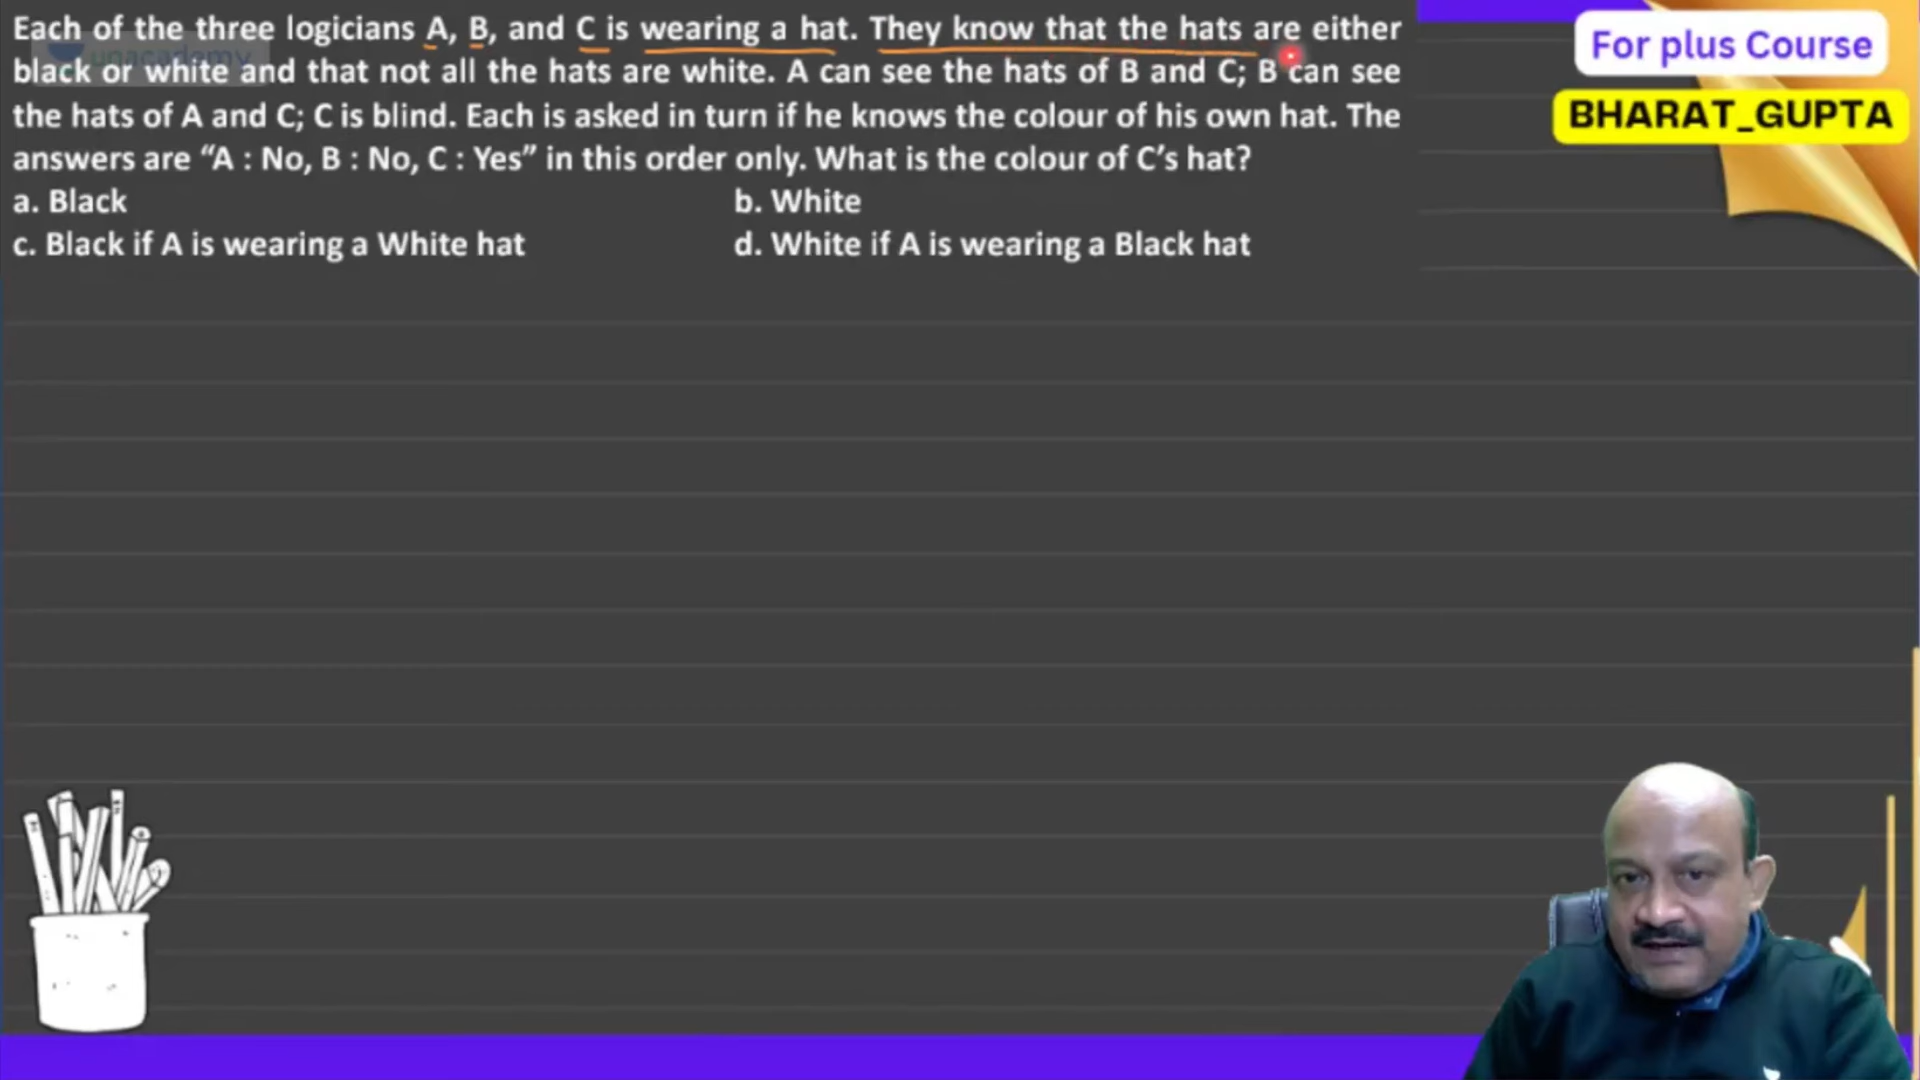 Each of the three logicians A, B, and C is wearing a hat. They know that the hats are either
black or white and that not all the hats are white. A can see the hats of B and C; B can see
the hats of A and C; C is blind. Each is asked in turn if he knows the colour of his own hat. The
answers are “A : No, B : No, C : Yes” in this order only. What is the colour of C’s hat?
a. Black
b. White
c. Black if A is wearing a White hat
d. White if A is wearing a Black hat
unacademy
For plus Course
BHARAT_GUPTA